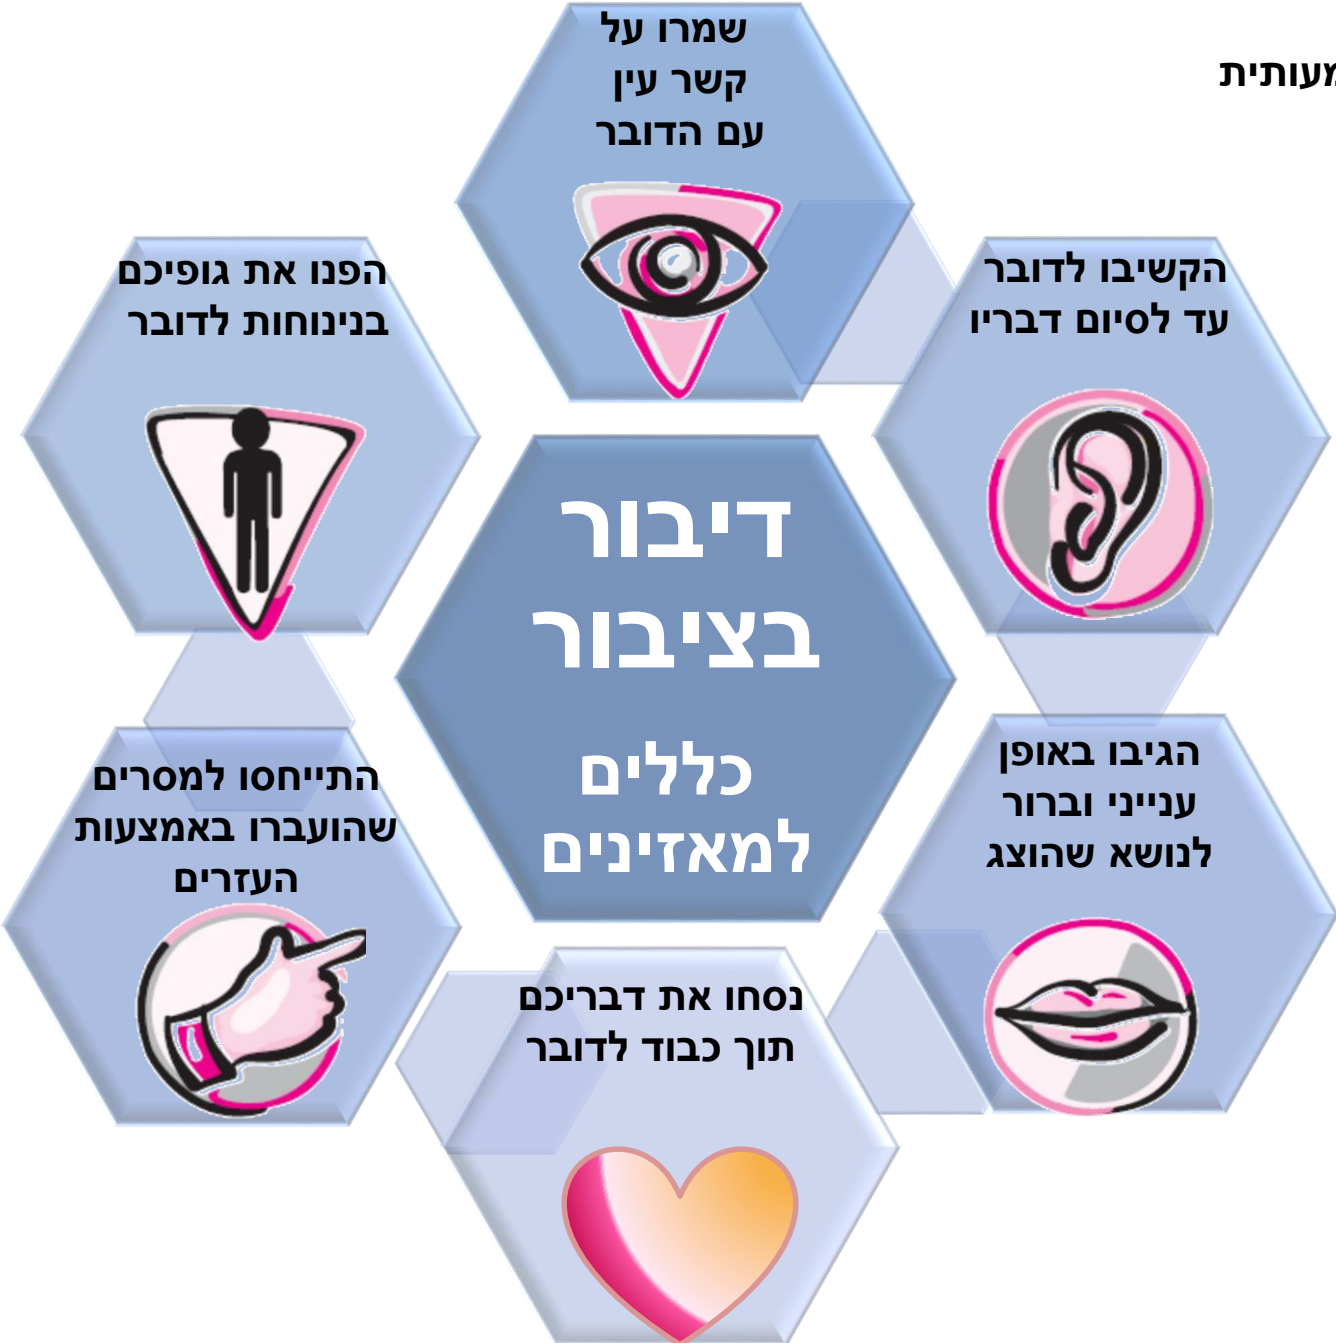 שמרו על
קשר עין
עם הדובר
הקשיבו לדובר
עד לסיום דבריו
הגיבו באופן
ענייני וברור
לנושא שהוצג
נסחו את דבריכם
תוך כבוד לדובר
התייחסו למסרים
שהועברו באמצעות
העזרים
הפנו את גופיכם
בנינוחות לדובר
דיבור
בציבור
כללים
למאזינים